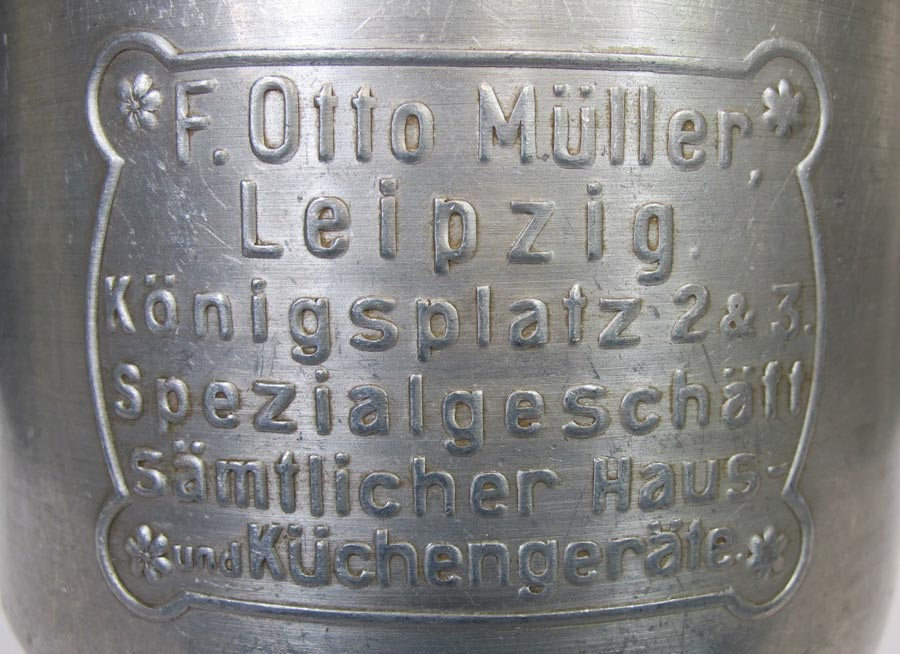 F. Otto Müller,
Leipzig
Königsplatz 2 & 3.
Spezialgeschäft
sämtlicher Haus-
und Küchengeräte.